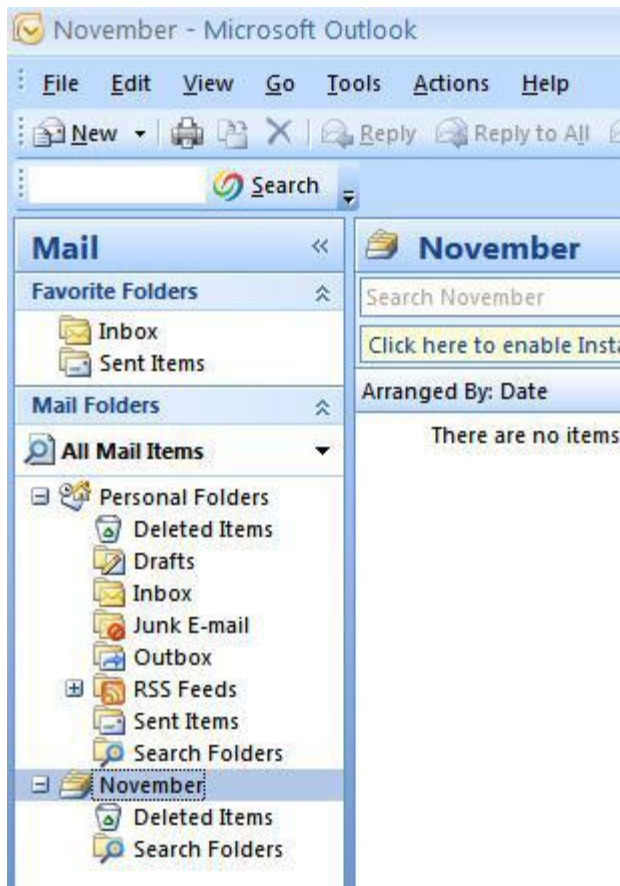 November - Microsoft Outlook
File Edit View Go Tools Actions Help
New Reply Reply to All
Search
Mail
Favorite Folders
Inbox
Sent Items
Mail Folders
All Mail Items
Personal Folders
Deleted Items
Drafts
Inbox
Junk E-mail
Outbox
RSS Feeds
Sent Items
Search Folders
November
Deleted Items
Search Folders
November
Search November
Click here to enable Insta
Arranged By: Date
There are no items